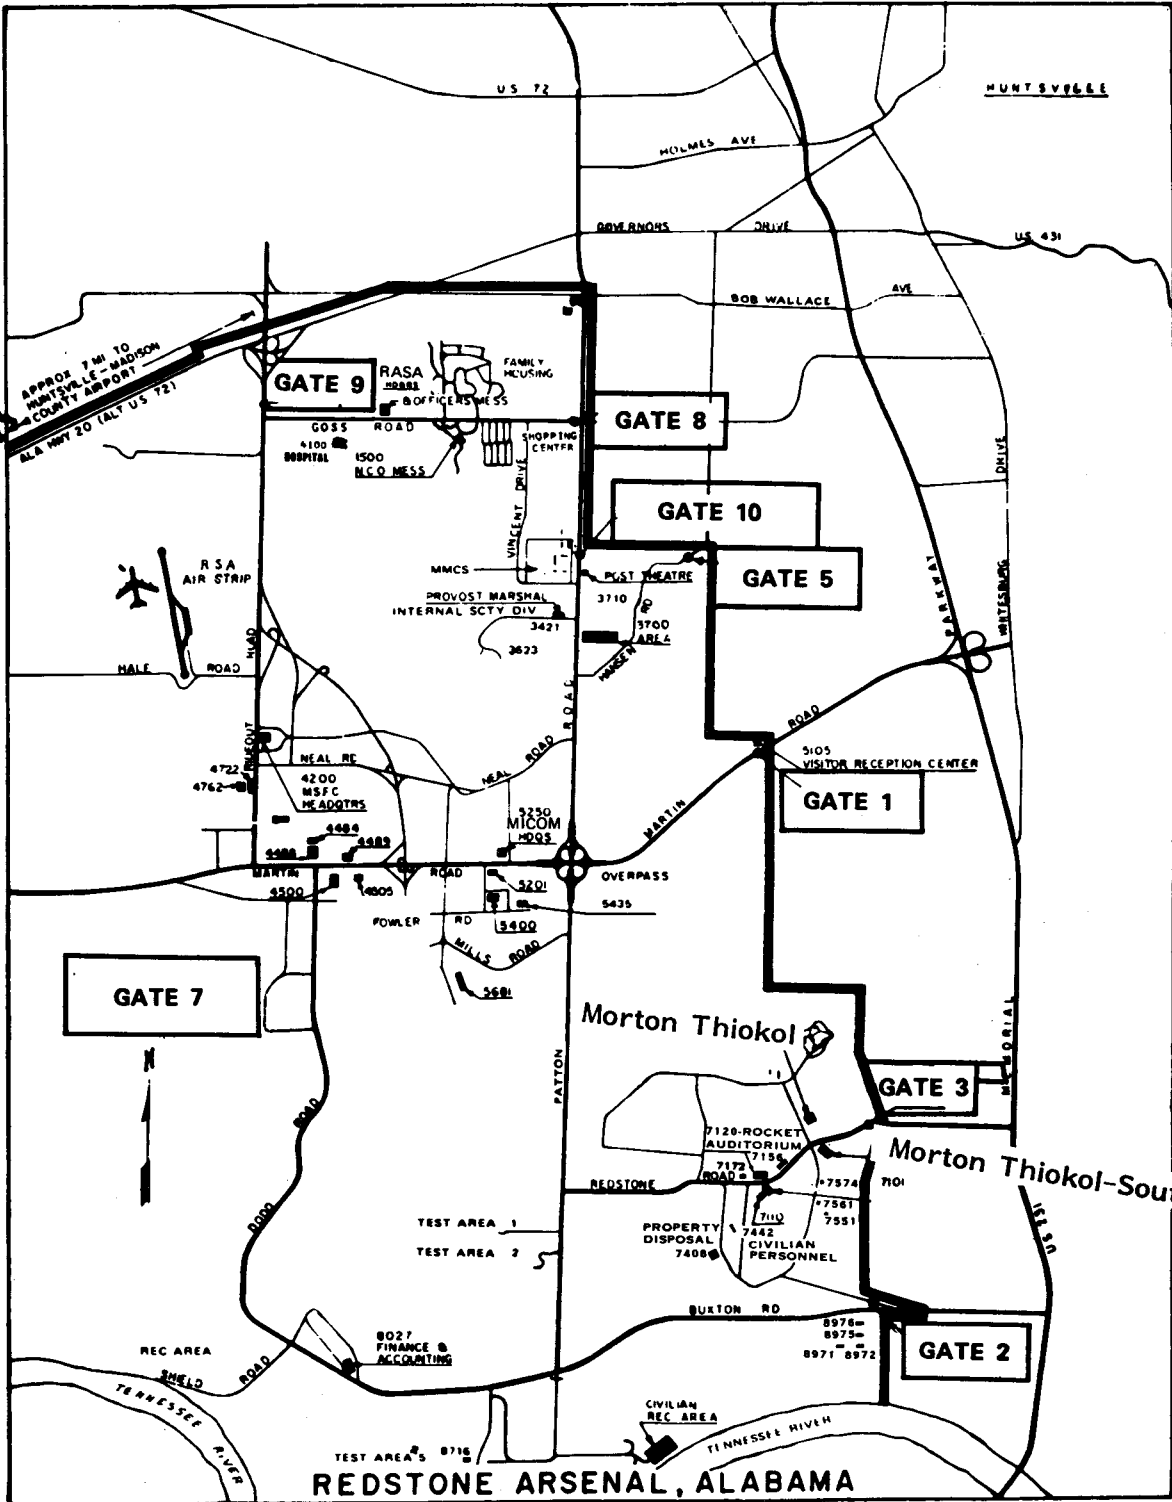 US 72
HUNTSVILLE
HOLMES AVE
GOVERNORS DRIVE
US 431
BOB WALLACE AVE
APPROX 7 MI TO
HUNTSVILLE-MADISON
COUNTY AIRPORT
ALA HWY 20 (ALT US 72)
GATE 9
RASA
HDQRS
& OFFICERS MESS
FAMILY
HOUSING
GATE 8
GOSS ROAD
4100
HOSPITAL
1500
N.C.O MESS
SHOPPING
CENTER
VINCENT DRIVE
DRIVE
GATE 10
RSA
AIR STRIP
MMCS
POST THEATRE
GATE 5
PARKWAY
WHITESBURG
PROVOST MARSHAL
INTERNAL SCTY DIV
3421
3710
3623
3700
AREA
HANSEN RD
HALE ROAD
ROAD
ROAD
RIDEOUT
NEAL RD
NEAL ROAD
ROAD
5105
VISITOR RECEPTION CENTER
4722
4762
4200
MSFC
HEADQTRS
GATE 1
MARTIN
5250
MICOM
HDQS
4484
4488
4489
MARTIN ROAD
OVERPASS
4500
4505
5201
5435
FOWLER RD
5400
MILLS ROAD
5681
GATE 7
Morton Thiokol
N
PATTON
MEMORIAL
GATE 3
ROAD
7120-ROCKET
AUDITORIUM
7156
7172
Morton Thiokol-Sou
REDSTONE ROAD
7574
7101
7561
7551
7110
DODD
TEST AREA 1
TEST AREA 2
PROPERTY
DISPOSAL
7408
7442
CIVILIAN
PERSONNEL
US 231
BUXTON RD
8976
8975
8971 8972
GATE 2
REC AREA
SHIELD ROAD
8027
FINANCE &
ACCOUNTING
TENNESSEE RIVER
CIVILIAN
REC AREA
TENNESSEE RIVER
TEST AREA 5
8716
REDSTONE ARSENAL, ALABAMA